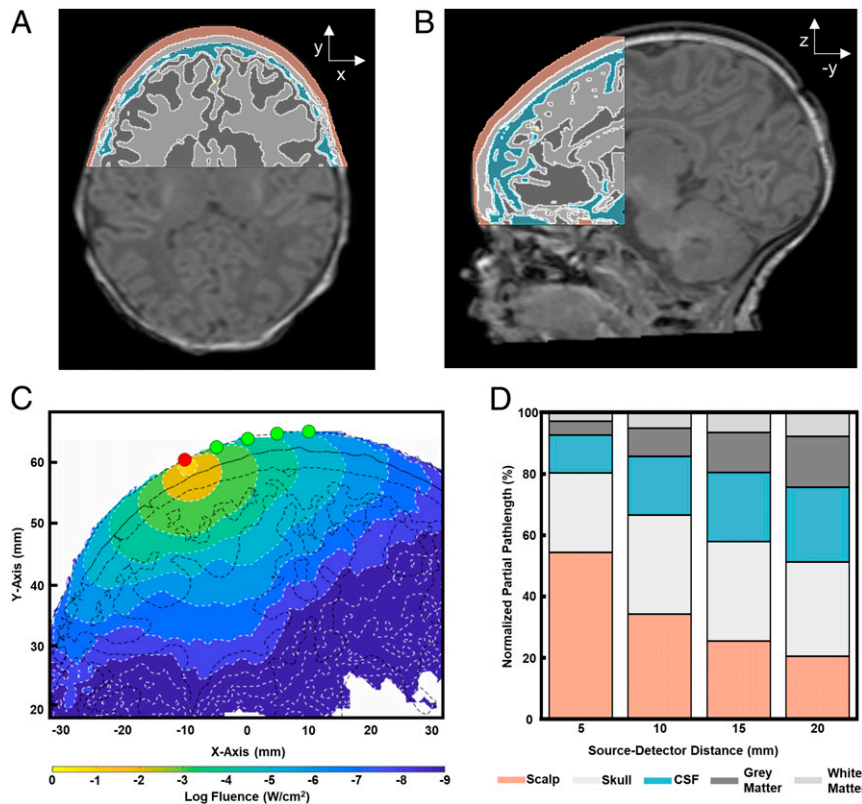 A
y
x
B
z
-y
C
Y-Axis (mm)
60
50
40
30
20
-30
-20
-10
0
10
20
30
X-Axis (mm)
0
-1
-2
-3
-4
-5
-6
-7
-8
-9
Log Fluence (W/cm²)
D
Normalized Partial Pathlength (%)
100
80
60
40
20
0
5
10
15
20
Source-Detector Distance (mm)
Scalp
Skull
CSF
Grey
Matter
White
Matte